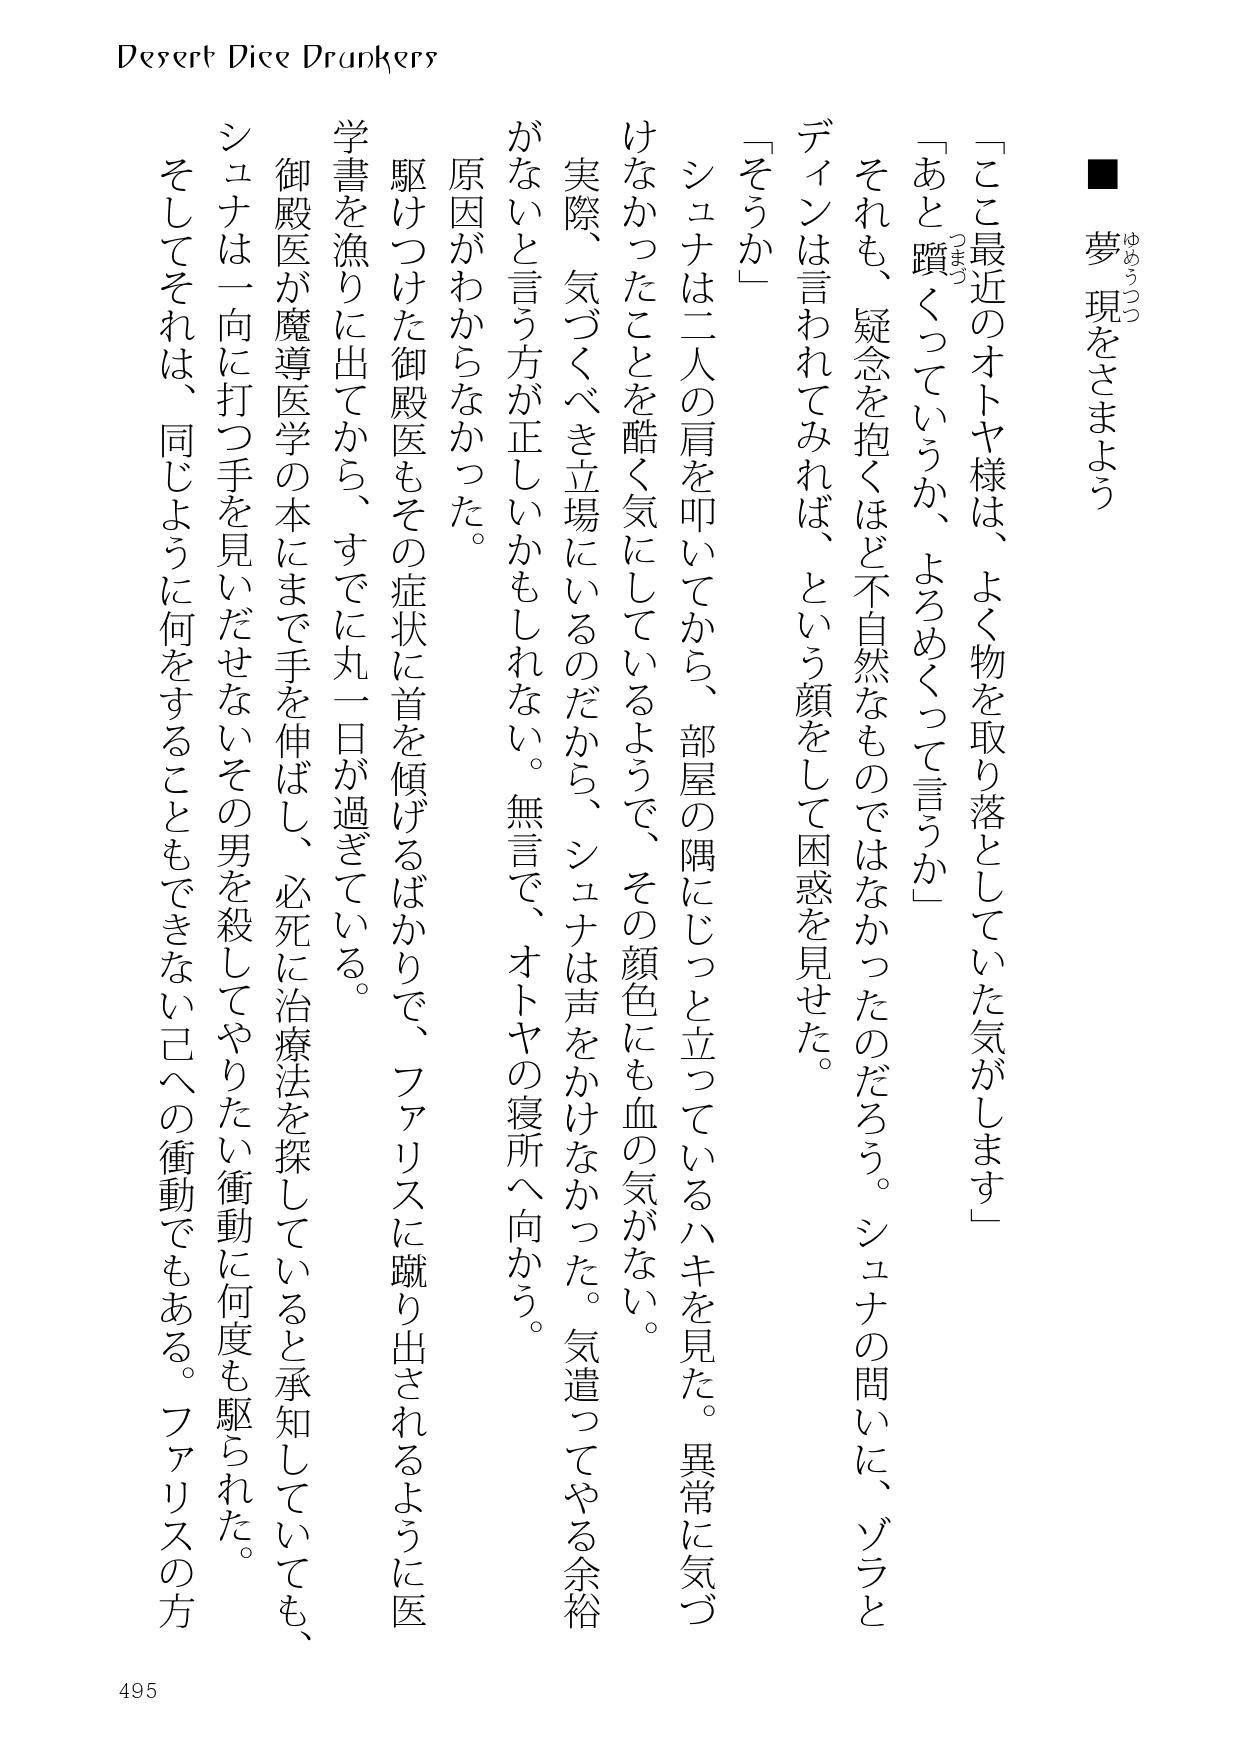 Desert Dice Drunkers
■　夢現をさまよう
ゆめうつつ
「ここ最近のオトヤ様は、よく物を取り落としていた気がします」
「あと躓くっていうか、よろめくって言うか」
つまづ
それも、疑念を抱くほど不自然なものではなかったのだろう。シュナの問いに、ゾラと
ディンは言われてみれば、という顔をして困惑を見せた。
「そうか」
シュナは二人の肩を叩いてから、部屋の隅にじっと立っているハキを見た。異常に気づ
けなかったことを酷く気にしているようで、その顔色にも血の気がない。
実際、気づくべき立場にいるのだから、シュナは声をかけなかった。気遣ってやる余裕
がないと言う方が正しいかもしれない。無言で、オトヤの寝所へ向かう。
原因がわからなかった。
駆けつけた御殿医もその症状に首を傾げるばかりで、ファリスに蹴り出されるように医
学書を漁りに出てから、すでに丸一日が過ぎている。
御殿医が魔導医学の本にまで手を伸ばし、必死に治療法を探していると承知していても、
シュナは一向に打つ手を見いだせないその男を殺してやりたい衝動に何度も駆られた。
そしてそれは、同じように何をすることもできない己への衝動でもある。ファリスの方
495